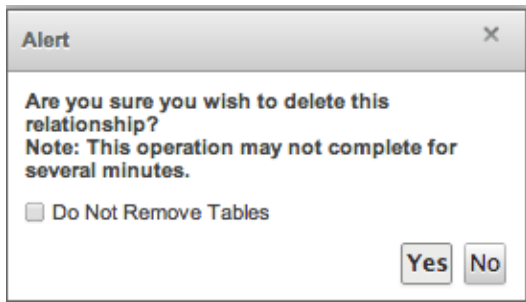 Alert
Are you sure you wish to delete this
relationship?
Note: This operation may not complete for
several minutes.
Do Not Remove Tables
Yes No